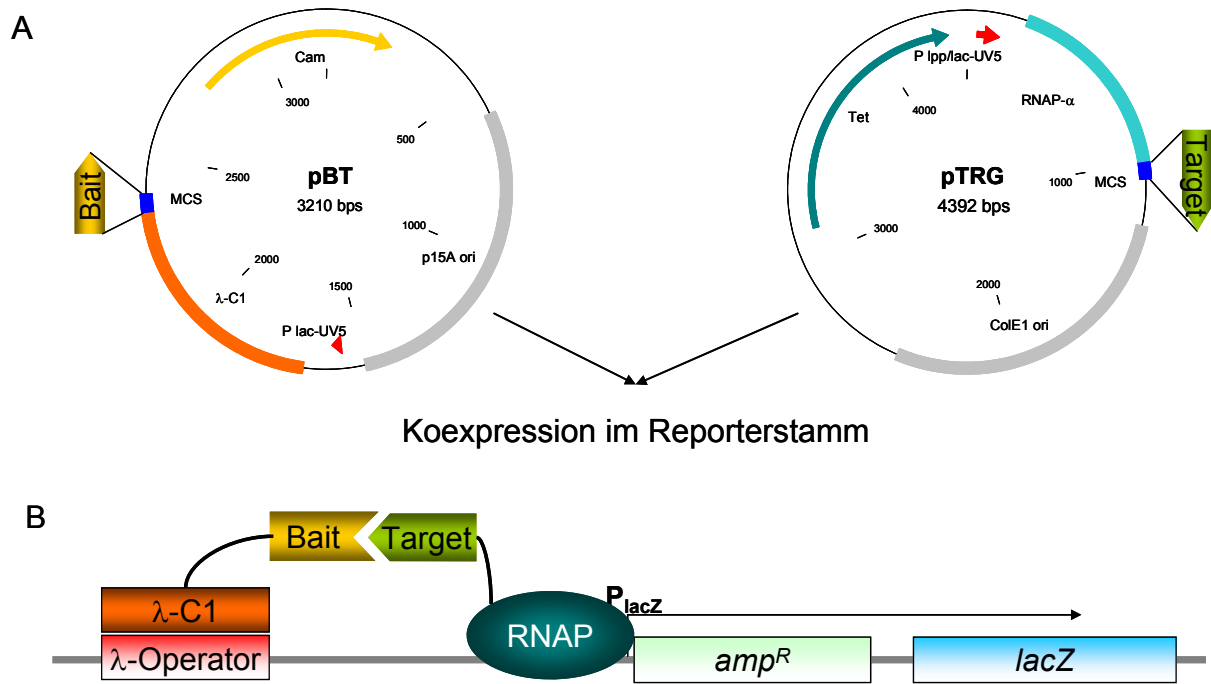 A
Cam
3000
500
2500
pBT
3210 bps
MCS
Bait
1000
p15A ori
2000
1500
λ-C1
P lac-UV5
P lpp/lac-UV5
4000
RNAP-α
Tet
pTRG
4392 bps
1000
MCS
Target
3000
2000
ColE1 ori
Koexpression im Reporterstamm
B
Bait
Target
λ-C1
λ-Operator
RNAP
PlacZ
ampR
lacZ